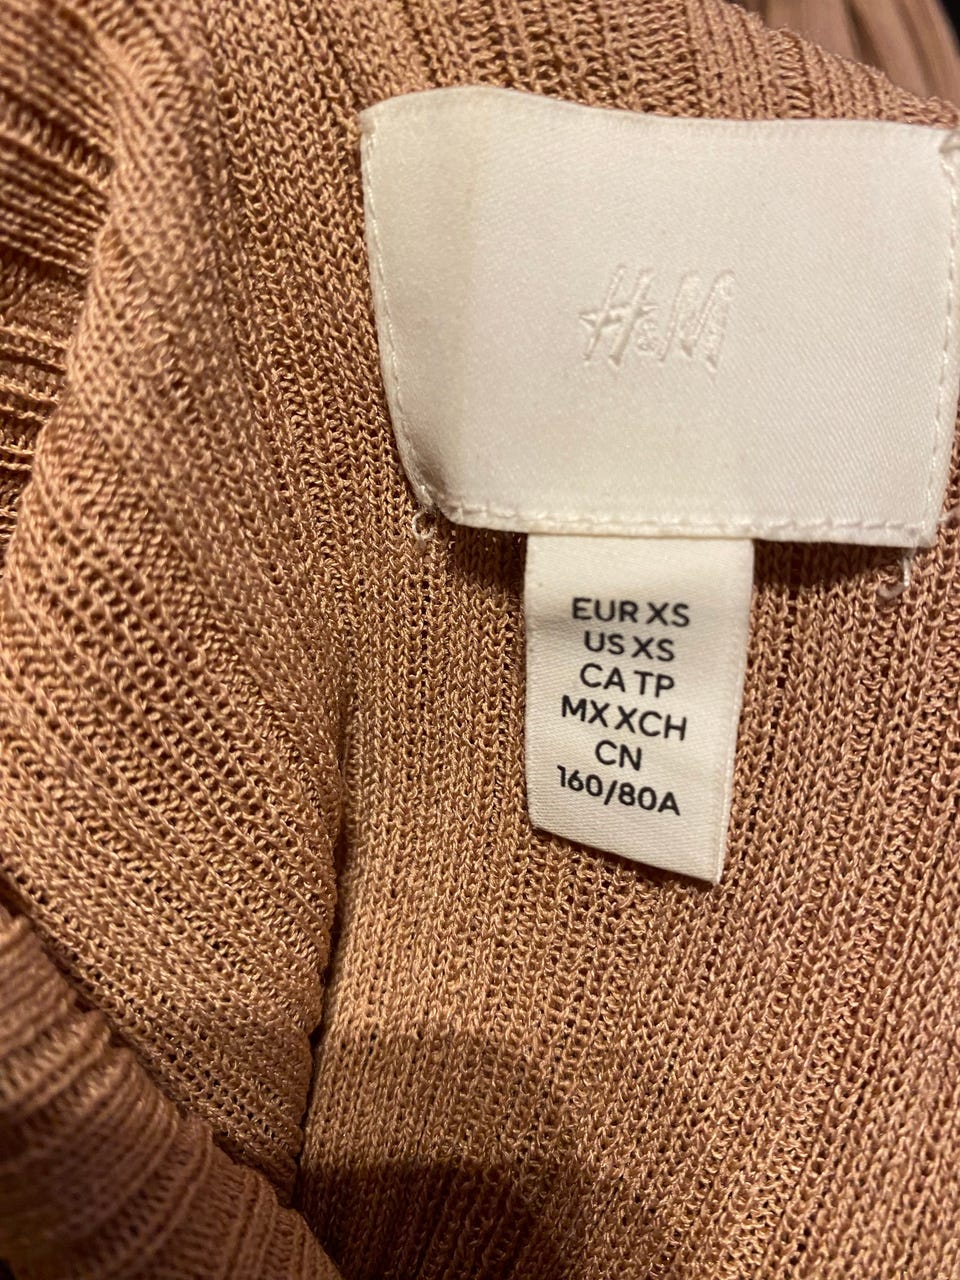 H&M
EUR XS
US XS
CA TP
MX XCH
CN
160/80A